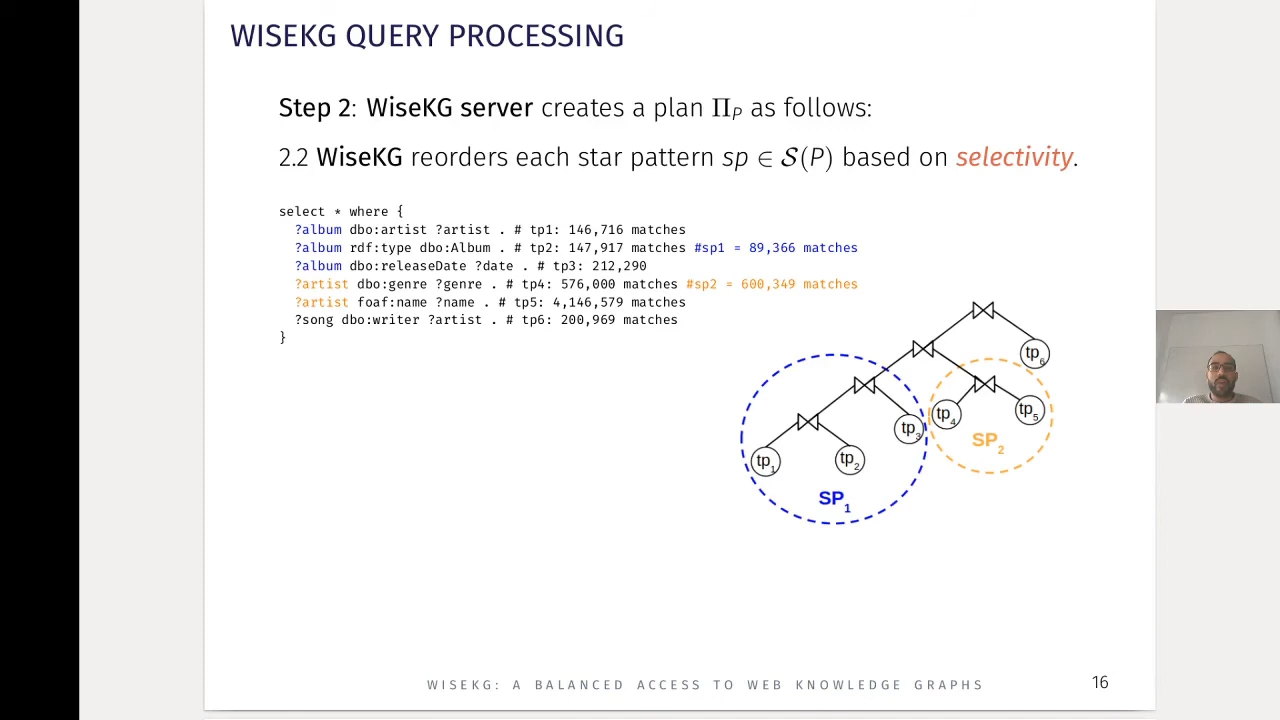 WISEKG QUERY PROCESSING
Step 2: WiseKG server creates a plan Π_P as follows:
2.2 WiseKG reorders each star pattern sp ∈ 𝒮(P) based on selectivity.
select * where {
?album dbo:artist ?artist . # tp1: 146,716 matches
?album rdf:type dbo:Album . # tp2: 147,917 matches #sp1 = 89,366 matches
?album dbo:releaseDate ?date . # tp3: 212,290
?artist dbo:genre ?genre . # tp4: 576,000 matches #sp2 = 600,349 matches
?artist foaf:name ?name . # tp5: 4,146,579 matches
?song dbo:writer ?artist . # tp6: 200,969 matches
}
tp6
tp4 tp5
tp3
SP2
tp1 tp2
SP1
WISEKG: A BALANCED ACCESS TO WEB KNOWLEDGE GRAPHS
16